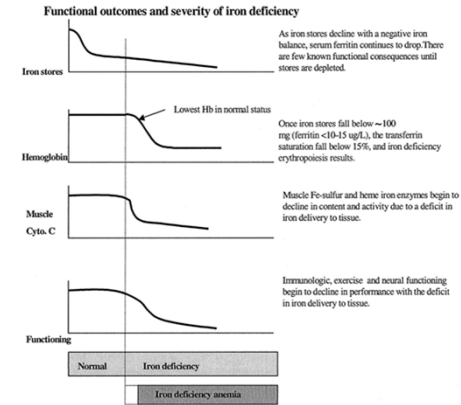 Functional outcomes and severity of iron deficiency
As iron stores decline with a negative iron
balance, serum ferritin continues to drop.There
are few known functional consequences until
stores are depleted.
Iron stores
Lowest Hb in normal status
Once iron stores fall below ~100
mg (ferritin <10-15 ug/L), the transferrin
saturation fall below 15%, and iron deficiency
erythropoiesis results.
Hemoglobin
Muscle Fe-sulfur and heme iron enzymes begin to
decline in content and activity due to a deficit in
iron delivery to tissue.
Muscle
Cyto. C
Immunologic, exercise and neural functioning
begin to decline in performance with the deficit
in iron delivery to tissue.
Functioning
Normal
Iron deficiency
Iron deficiency anemia